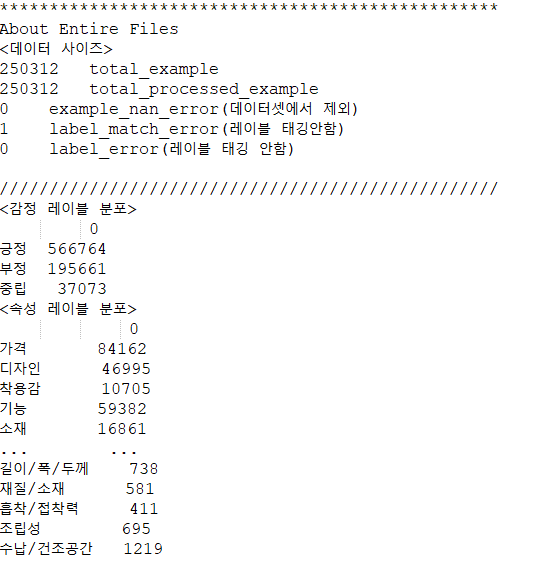 **************************************************
About Entire Files
<데이터 사이즈>
250312 total_example
250312 total_processed_example
0 example_nan_error(데이터셋에서 제외)
1 label_match_error(레이블 태깅안함)
0 label_error(레이블 태깅 안함)
//////////////////////////////////////////////////
<감정 레이블 분포>
0
긍정 566764
부정 195661
중립 37073
<속성 레이블 분포>
0
가격 84162
디자인 46995
착용감 10705
기능 59382
소재 16861
... ...
길이/폭/두께 738
재질/소재 581
흡착/접착력 411
조립성 695
수납/건조공간 1219